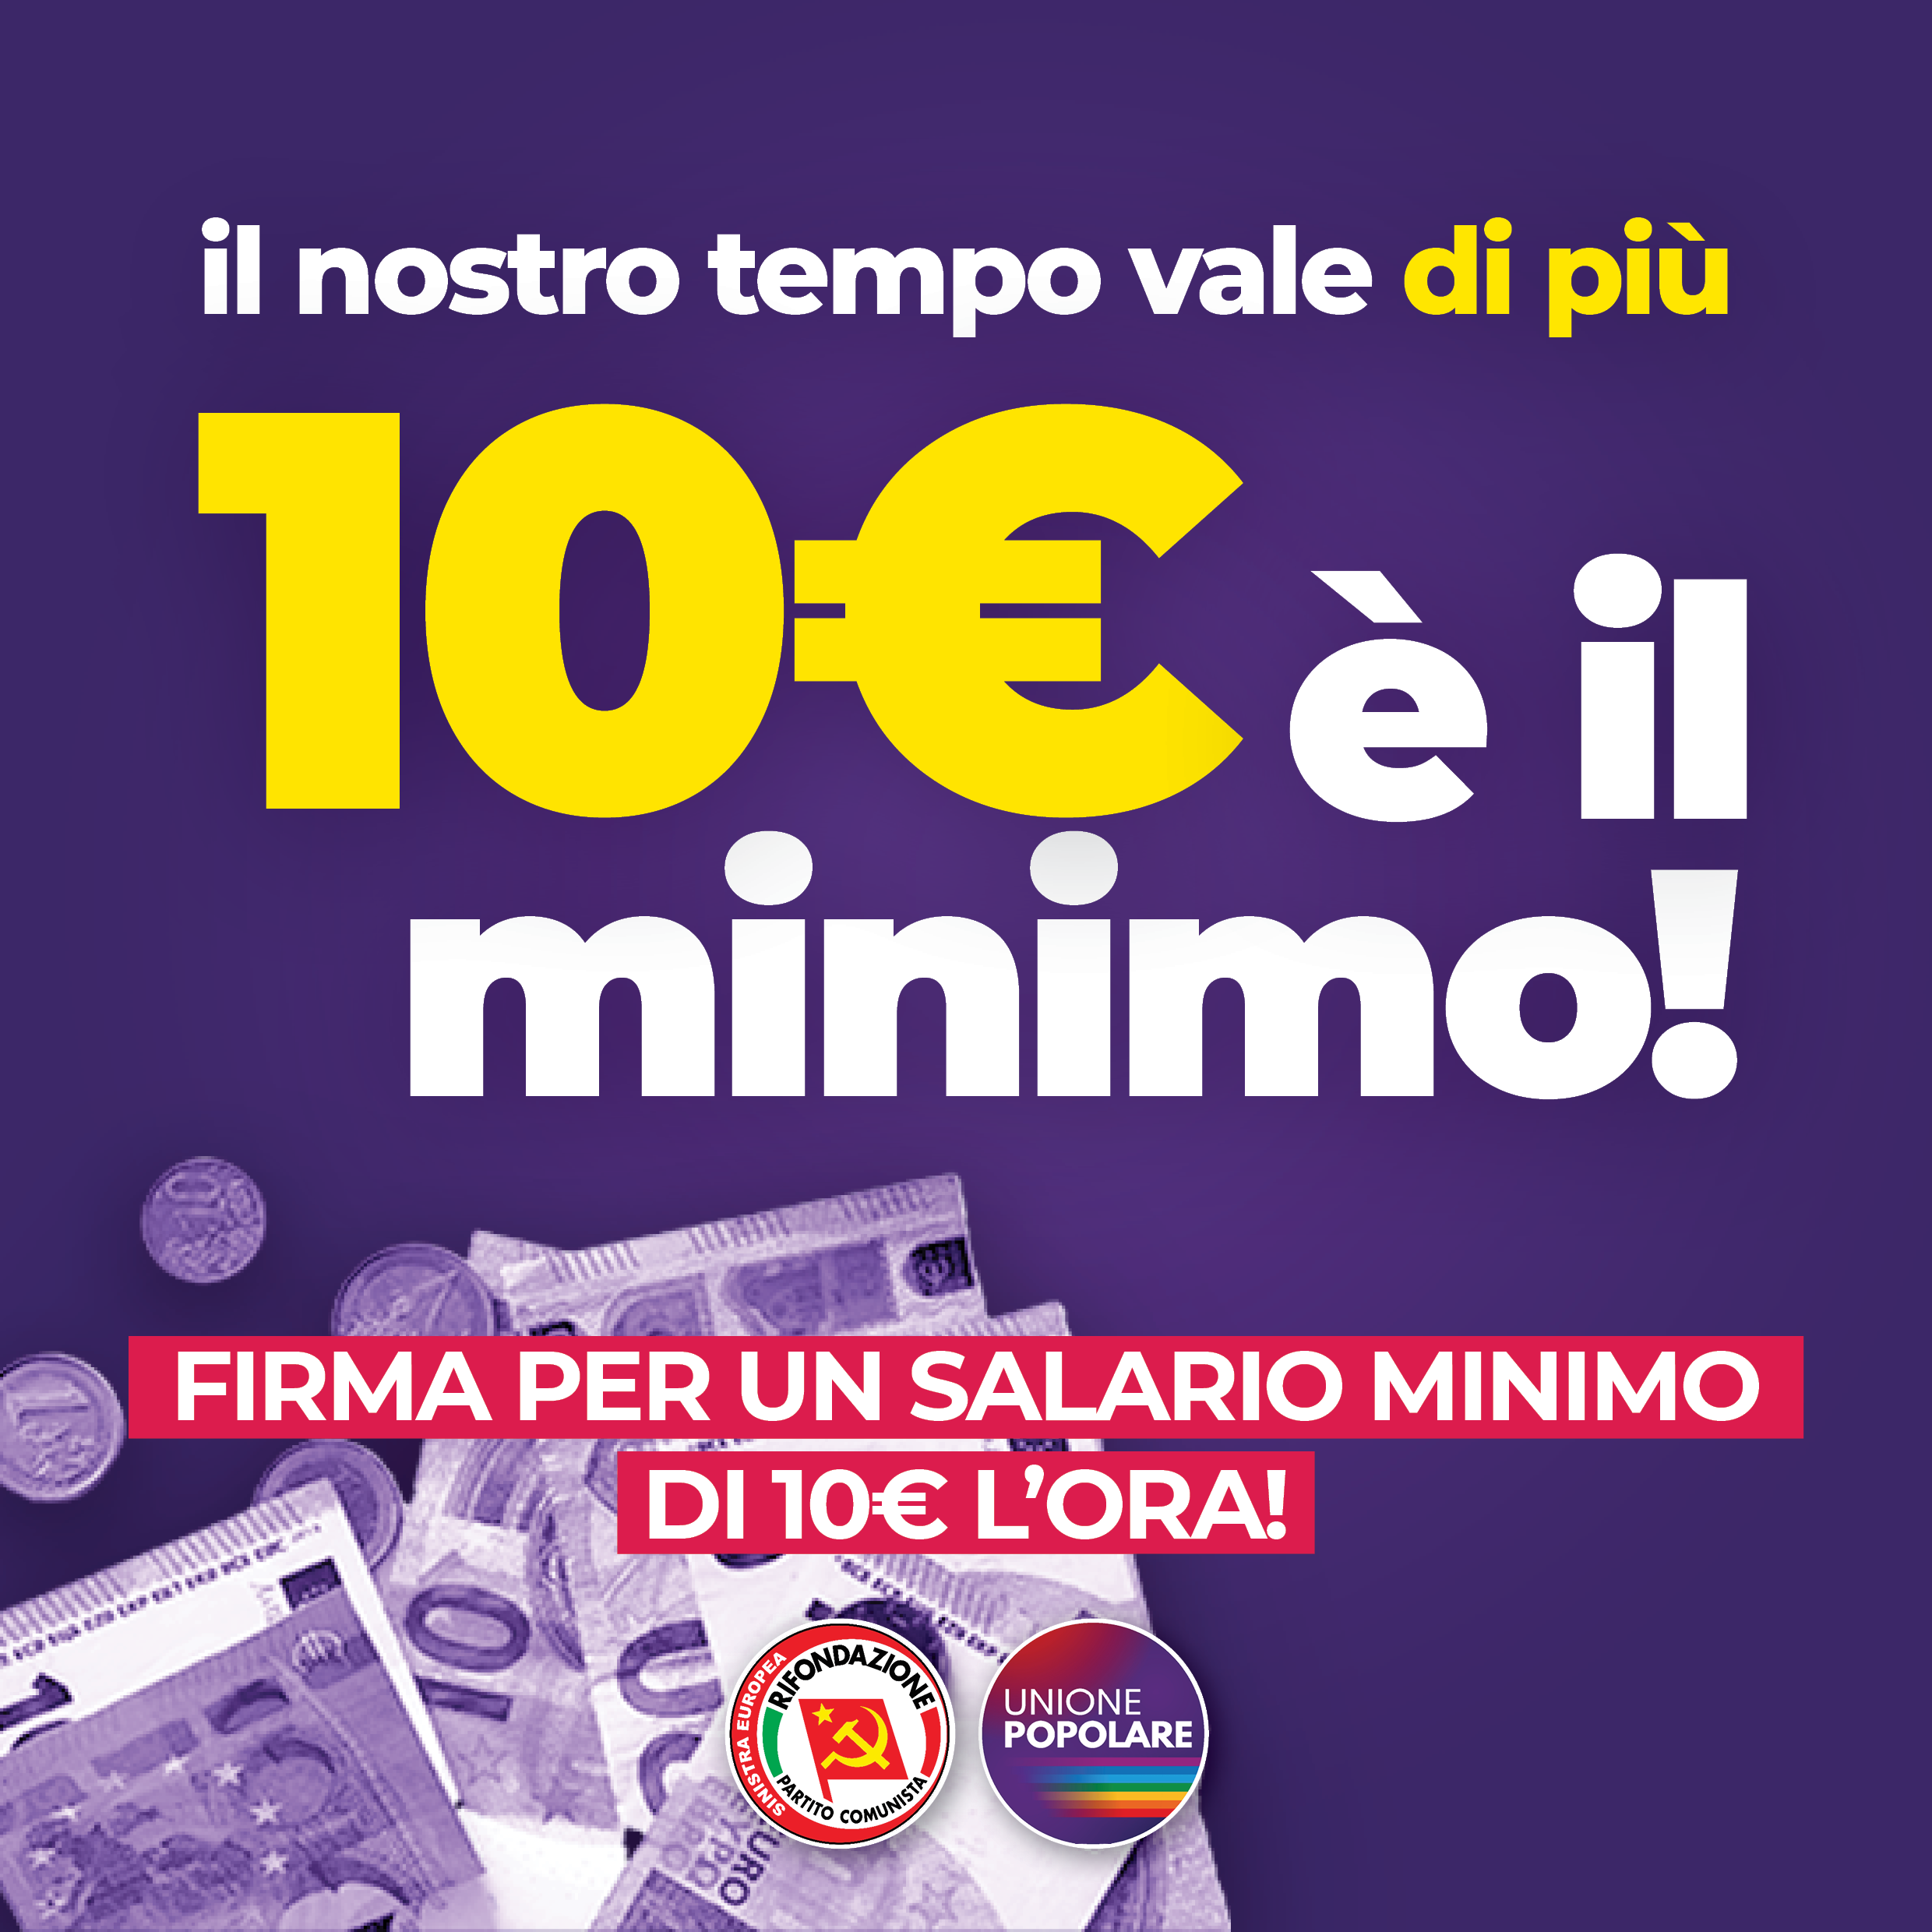 il nostro tempo vale di più
10€ è il
minimo!
FIRMA PER UN SALARIO MINIMO
DI 10€ L'ORA!
SINISTRA EUROPEA
RIFONDAZIONE
PARTITO COMUNISTA
UNIONE
POPOLARE